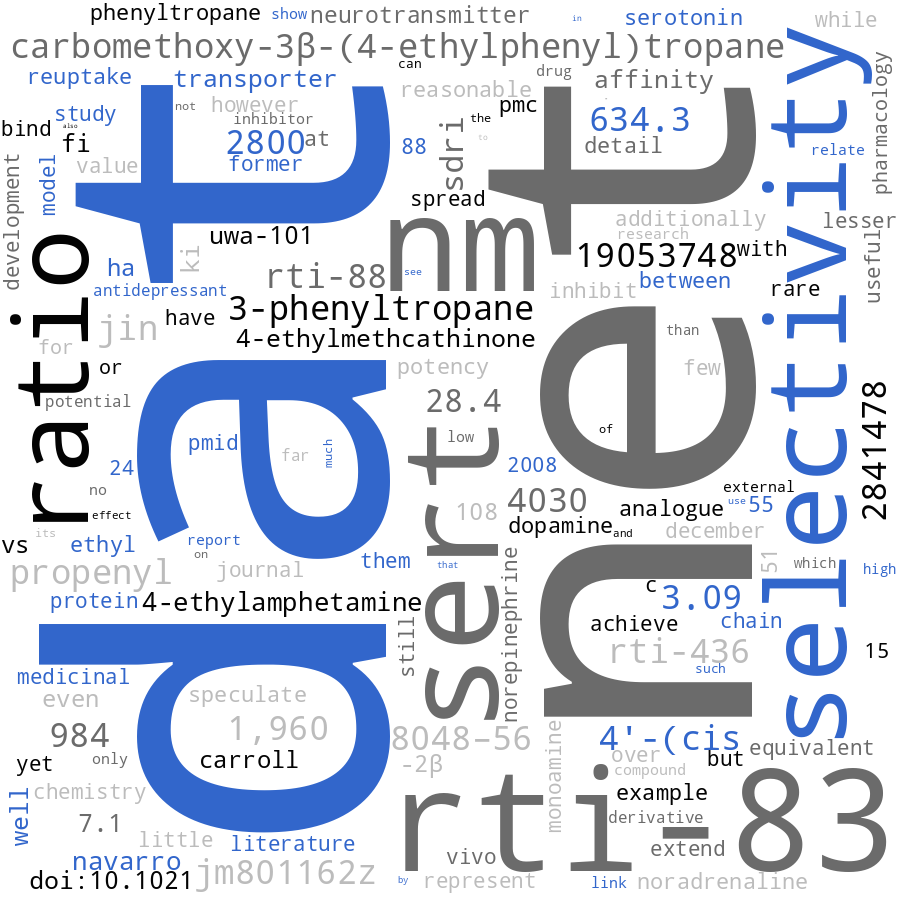 phenyltropane
show
neurotransmitter
in
serotonin
while
carbomethoxy-3β-(4-ethylphenyl)tropane
reuptake
transporter
can
drug
affinity
reasonable
pharmacology
study
not
however
inhibitor
pmc
634.3
bind
also
fi
2800
at
former
88
the
to
sdri
detail
relate
value
model
development
spread
additionally
research
lesser
useful
uwa-101
ki
nm
19053748
with
ha
antidepressant
rti-88
see
between
inhibit
rare
3-phenyltropane
jin
have
4-ethylmethcathinone
than
for
or
potency
few
ratio
potential
28.4
2841478
dat
net
selectivity
pmid
far
much
low
of
24
no
2008
external
effect
108
4030
analogue
use
55
dopamine
and
december
its
vs
ethyl
report
on
journal
them
that
sert
51
which
high
propenyl
protein
4-ethylamphetamine
norepinephrine
c
3.09
achieve
chain
still
rti-436
such
15
medicinal
even
speculate
984
1,960
8048–56
4'-(cis
over
but
equivalent
yet
only
carroll
-2β
monoamine
compound
well
chemistry
example
7.1
derivative
rti-83
little
literature
extend
navarro
vivo
doi:10.1021
jm801162z
by
represent
link
noradrenaline